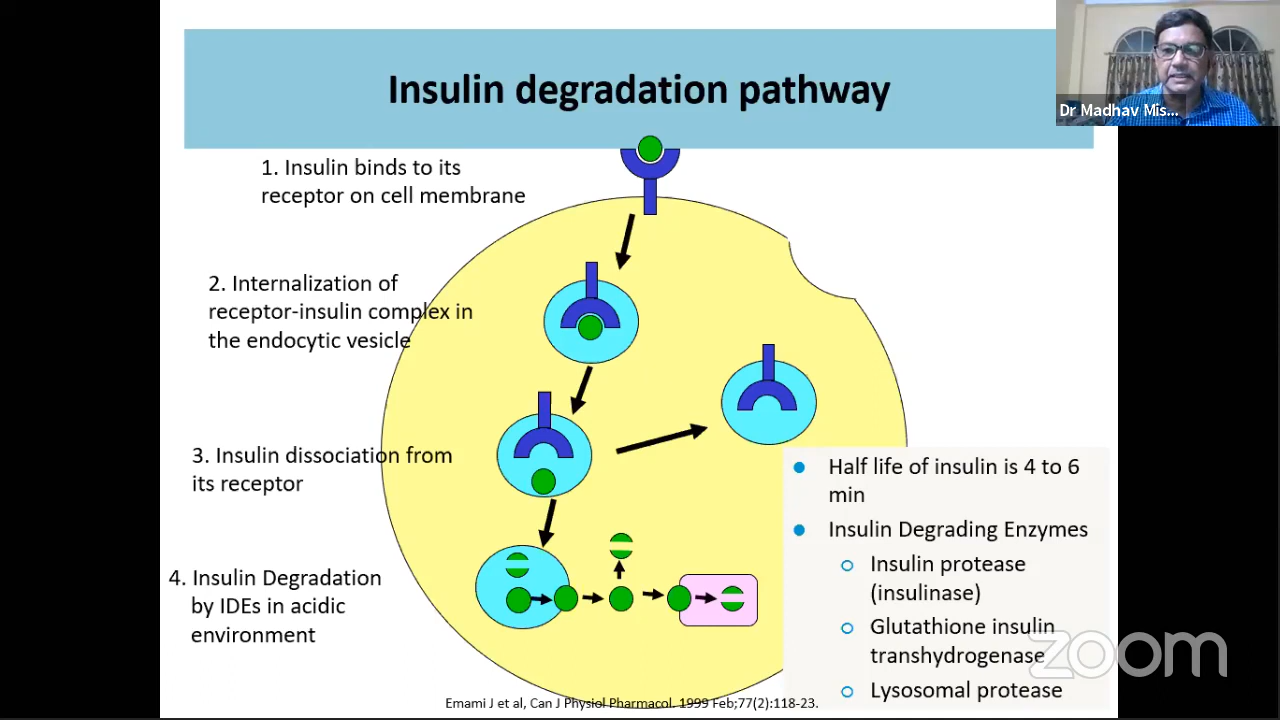 Insulin degradation pathway
Dr Madhav Mis...
1. Insulin binds to its
receptor on cell membrane
2. Internalization of
receptor-insulin complex in
the endocytic vesicle
3. Insulin dissociation from
its receptor
4. Insulin Degradation
by IDEs in acidic
environment
Half life of insulin is 4 to 6
min
Insulin Degrading Enzymes
Insulin protease
(insulinase)
Glutathione insulin
transhydrogenase
Lysosomal protease
zoom
Emami J et al, Can J Physiol Pharmacol. 1999 Feb;77(2):118-23.